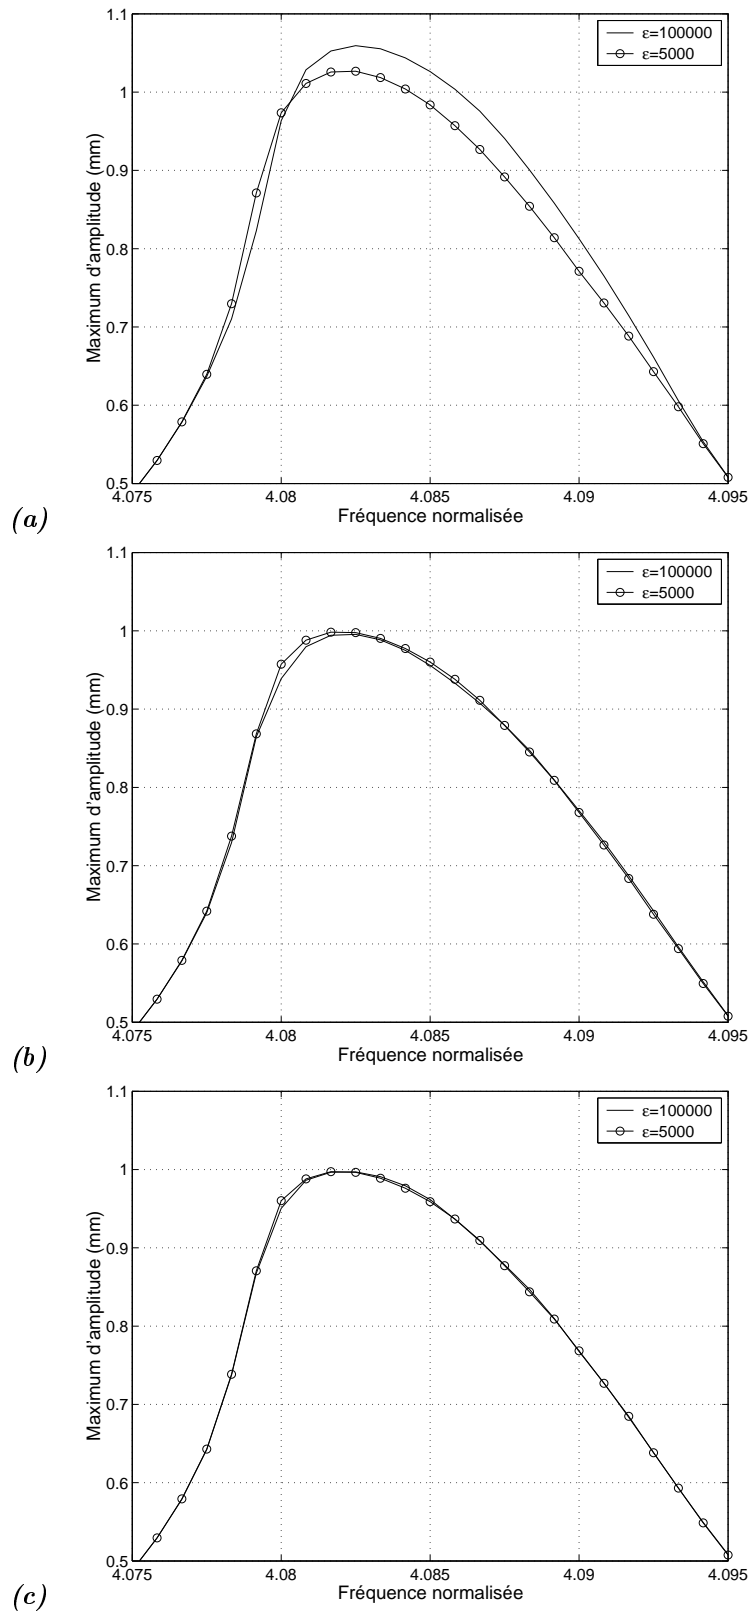 1.1
1
0.9
0.8
0.7
0.6
0.5
Maximum d'amplitude (mm)
ε=100000
ε=5000
4.075
4.08
4.085
4.09
4.095
Fréquence normalisée
(a)
1.1
1
0.9
0.8
0.7
0.6
0.5
Maximum d'amplitude (mm)
ε=100000
ε=5000
4.075
4.08
4.085
4.09
4.095
Fréquence normalisée
(b)
1.1
1
0.9
0.8
0.7
0.6
0.5
Maximum d'amplitude (mm)
ε=100000
ε=5000
4.075
4.08
4.085
4.09
4.095
Fréquence normalisée
(c)